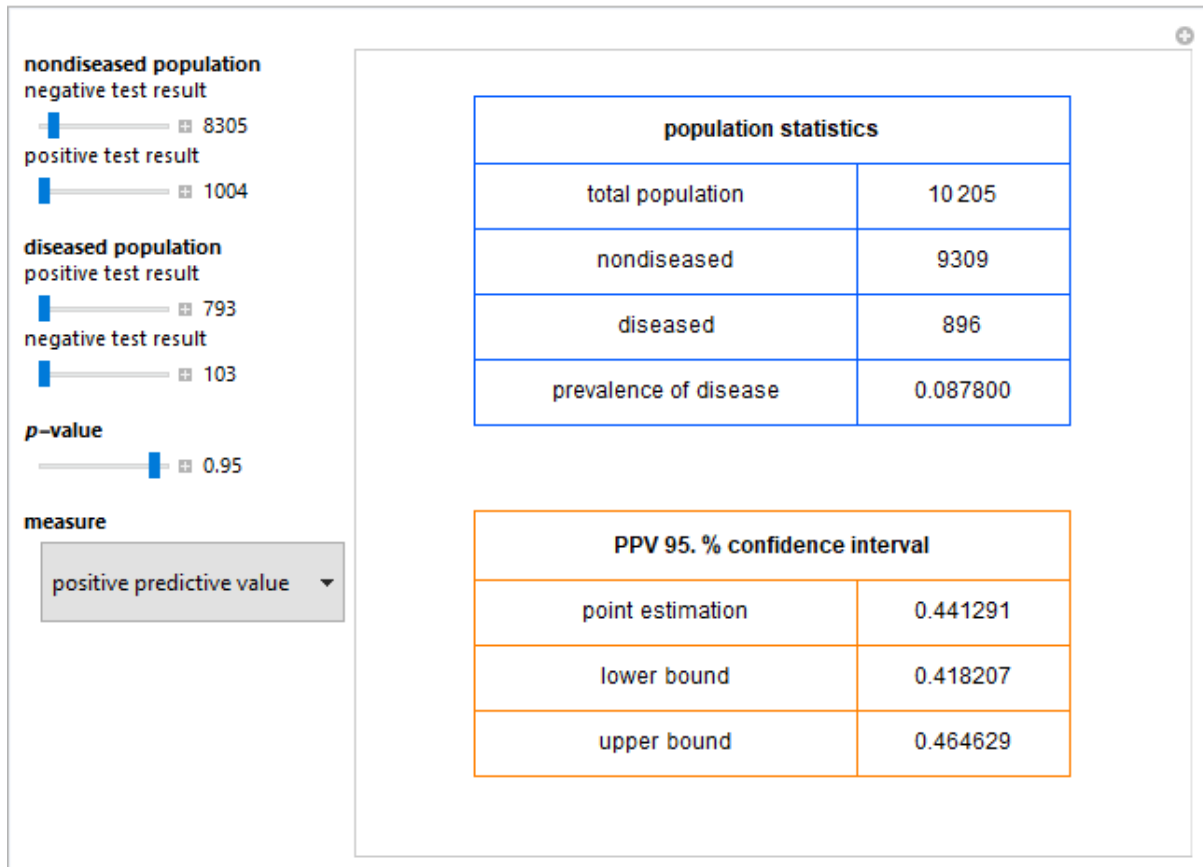 nondiseased population
negative test result
8305
positive test result
1004
diseased population
positive test result
793
negative test result
103
p-value
0.95
measure
positive predictive value
population statistics
total population 10 205
nondiseased 9309
diseased 896
prevalence of disease 0.087800
PPV 95. % confidence interval
point estimation 0.441291
lower bound 0.418207
upper bound 0.464629